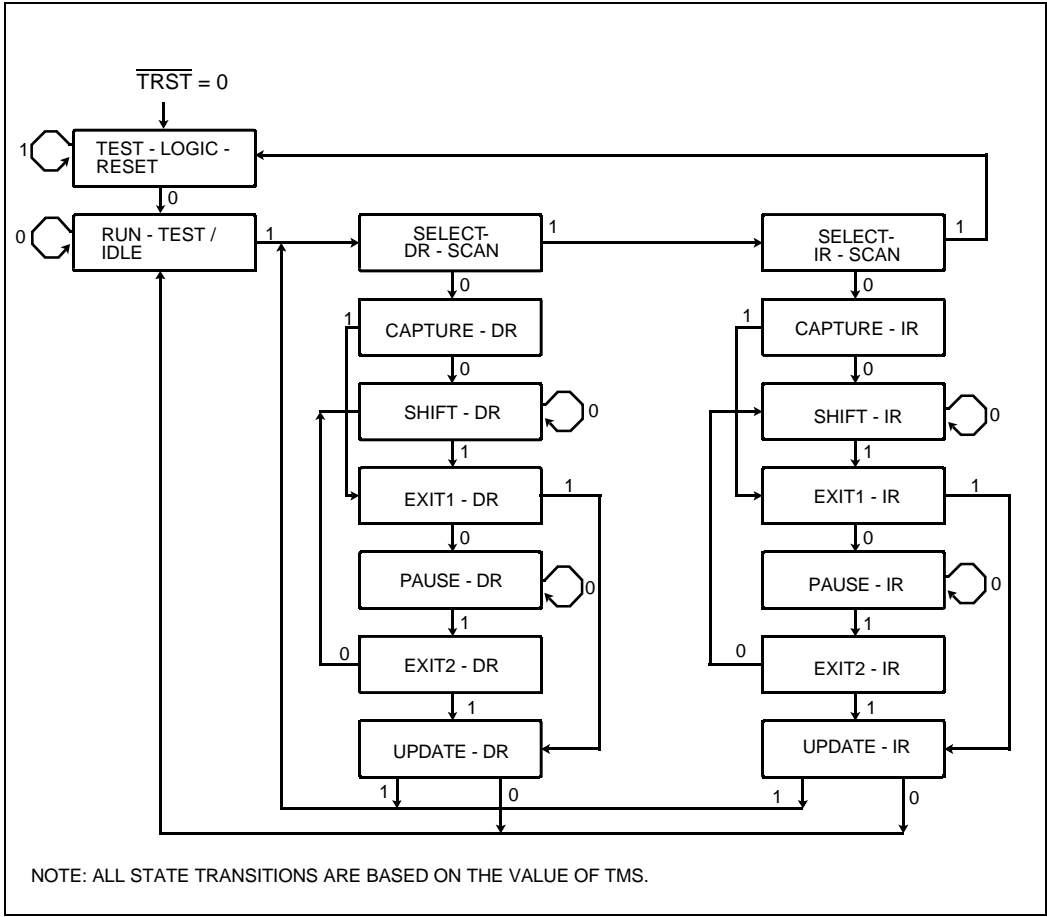 TRST = 0
1
TEST - LOGIC -
RESET
0
0
RUN - TEST /
IDLE
1
SELECT-
DR - SCAN
1
SELECT-
IR - SCAN
1
0
0
1
CAPTURE - DR
1
CAPTURE - IR
0
0
SHIFT - DR
0
SHIFT - IR
0
1
1
EXIT1 - DR
1
EXIT1 - IR
1
0
0
PAUSE - DR
0
PAUSE - IR
0
1
1
0
EXIT2 - DR
0
EXIT2 - IR
1
1
UPDATE - DR
UPDATE - IR
1
0
1
0
NOTE: ALL STATE TRANSITIONS ARE BASED ON THE VALUE OF TMS.